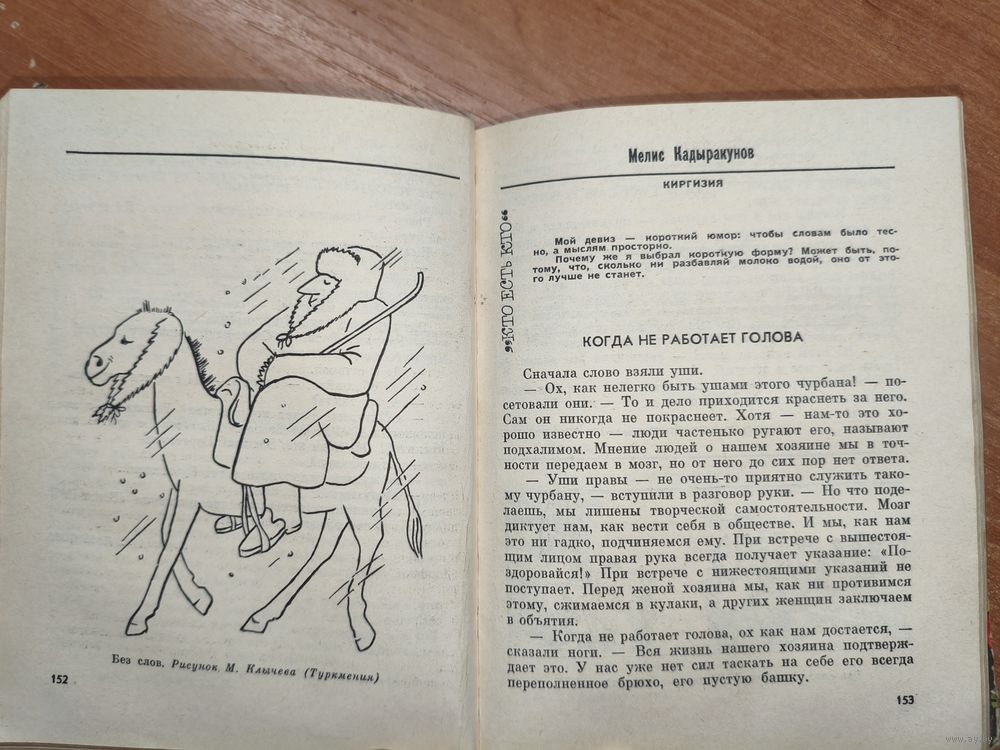 Без слов. Рисунок М. Клычева (Туркмения)
152
Мелис Кадыракунов
КИРГИЗИЯ
„КТО ЕСТЬ КТО“
Мой девиз — короткий юмор: чтобы словам было тес-
но, а мыслям просторно.
Почему же я выбрал короткую форму? Может быть, по-
тому, что, сколько ни разбавляй молоко водой, оно от это-
го лучше не станет.
КОГДА НЕ РАБОТАЕТ ГОЛОВА
Сначала слово взяли уши.
— Ох, как нелегко быть ушами этого чурбана! — по-
сетовали они. — То и дело приходится краснеть за него.
Сам он никогда не покраснеет. Хотя — нам-то это хо-
рошо известно — люди частенько ругают его, называют
подхалимом. Мнение людей о нашем хозяине мы в точ-
ности передаем в мозг, но от него до сих пор нет ответа.
— Уши правы — не очень-то приятно служить тако-
му чурбану, — вступили в разговор руки. — Но что поде-
лаешь, мы лишены творческой самостоятельности. Мозг
диктует нам, как вести себя в обществе. И мы, как нам
это ни гадко, подчиняемся ему. При встрече с вышестоя-
щим лицом правая рука всегда получает указание: «По-
здоровайся!» При встрече с нижестоящими указаний не
поступает. Перед женой хозяина мы, как ни противимся
этому, сжимаемся в кулаки, а других женщин заключаем
в объятия.
— Когда не работает голова, ох как нам достается, —
сказали ноги. — Вся жизнь нашего хозяина подтверж-
дает это. У нас уже нет сил таскать на себе его всегда
переполненное брюхо, его пустую башку.
153